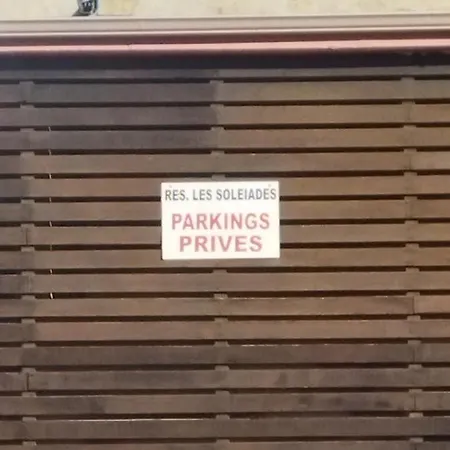 RES. LES SOLEIADES
PARKINGS
PRIVES